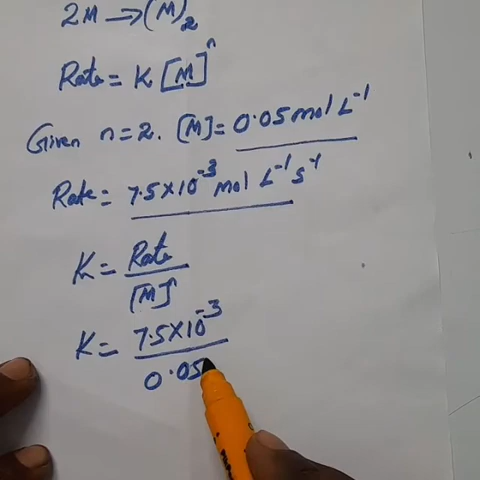 2M → (M)₂
Rate = K [M]ⁿ
Given n = 2. [M] = 0.05 mol L⁻¹
Rate = 7.5 × 10⁻³ mol L⁻¹ s⁻¹
K = Rate / [M]ⁿ
K = 7.5 × 10⁻³ / 0.05